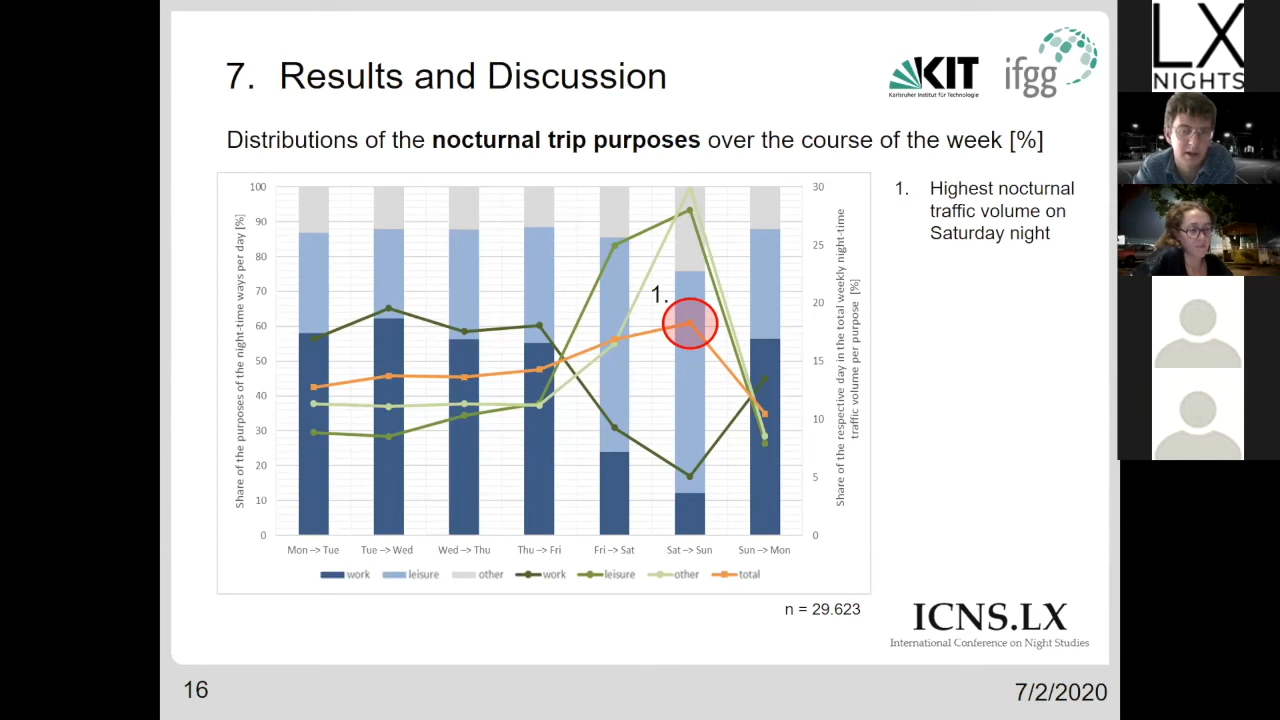 7. Results and Discussion
KIT
Karlsruher Institut für Technologie
ifgg
LX
NIGHTS
Distributions of the nocturnal trip purposes over the course of the week [%]
1. Highest nocturnal
traffic volume on
Saturday night
Share of the purposes of the night-time ways per day [%]
100
90
80
70
60
50
40
30
20
10
0
1.
30
25
20
15
10
5
0
Share of the respective day in the total weekly night-time
traffic volume per purpose [%]
Mon –> Tue Tue –> Wed Wed –> Thu Thu –> Fri Fri –> Sat Sat –> Sun Sun –> Mon
work leisure other work leisure other total
n = 29.623
ICNS.LX
International Conference on Night Studies
16
7/2/2020